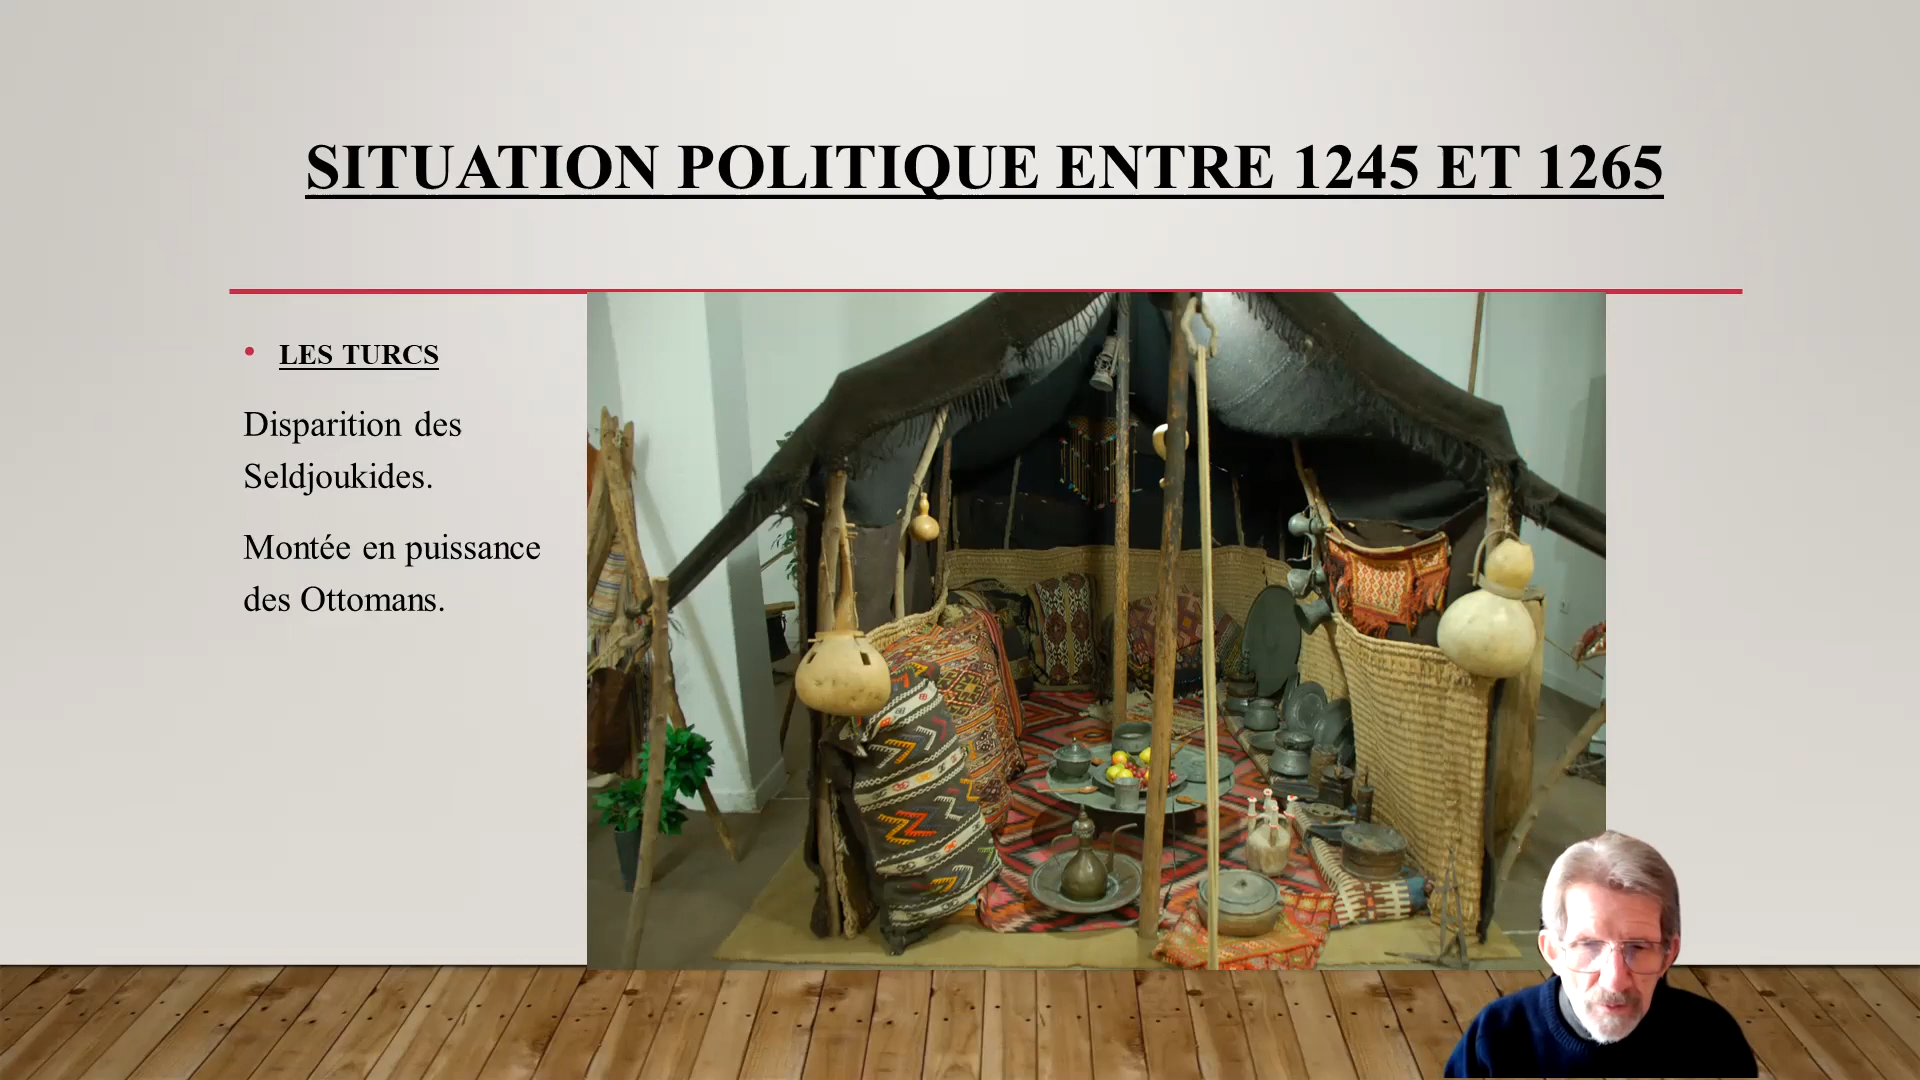 SITUATION POLITIQUE ENTRE 1245 ET 1265
• LES TURCS
Disparition des
Seldjoukides.
Montée en puissance
des Ottomans.